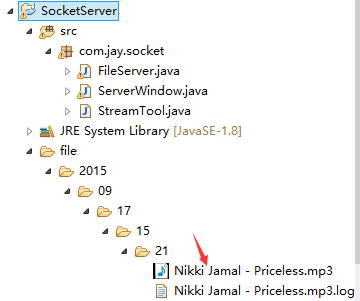 SocketServer
src
com.jay.socket
FileServer.java
ServerWindow.java
StreamTool.java
JRE System Library [JavaSE-1.8]
file
2015
09
17
15
21
Nikki Jamal - Priceless.mp3
Nikki Jamal - Priceless.mp3.log